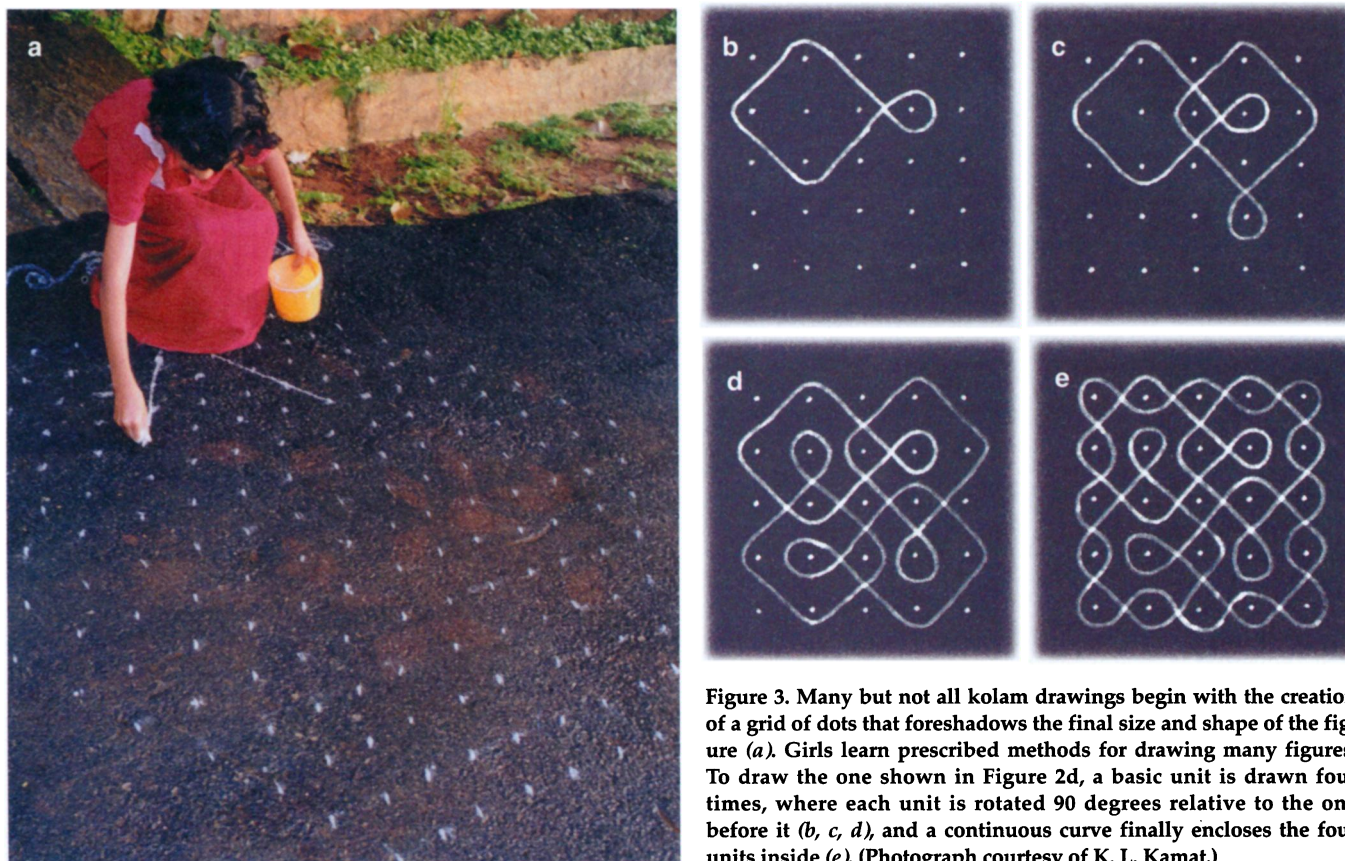 a
b
c
d
e
Figure 3. Many but not all kolam drawings begin with the creation
of a grid of dots that foreshadows the final size and shape of the fig-
ure (a). Girls learn prescribed methods for drawing many figures.
To draw the one shown in Figure 2d, a basic unit is drawn four
times, where each unit is rotated 90 degrees relative to the one
before it (b, c, d), and a continuous curve finally encloses the four
units inside (e). (Photograph courtesy of K. L. Kamat.)